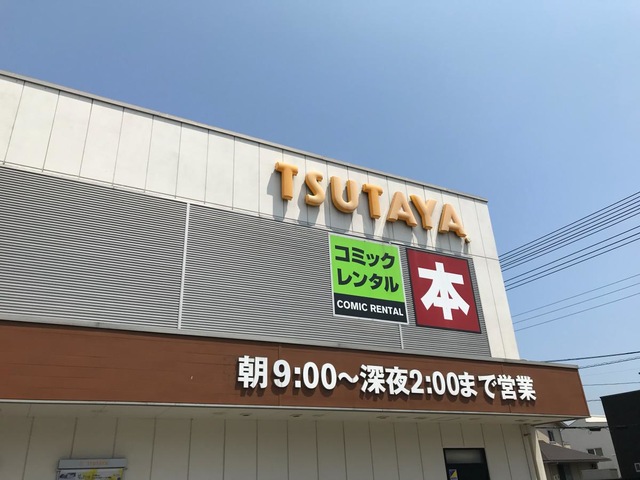 TSUTAYA
コミック
レンタル
COMIC RENTAL
本
朝9:00〜深夜2:00まで営業